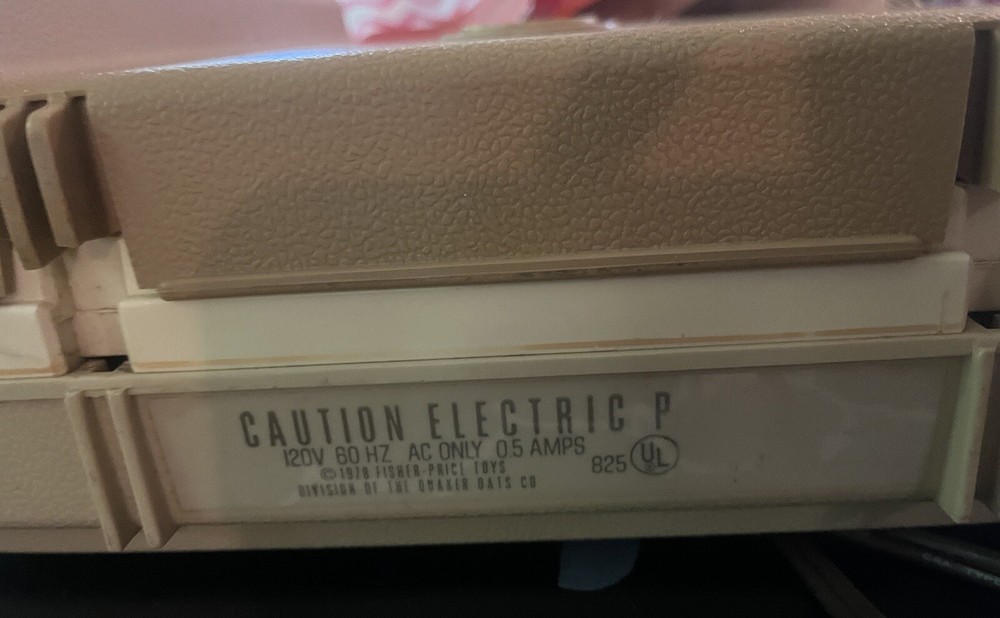 CAUTION ELECTRIC P
120V 60 HZ AC ONLY 0.5 AMPS
825 UL
© 1978 FISHER-PRICE TOYS
DIVISION OF THE QUAKER OATS CO